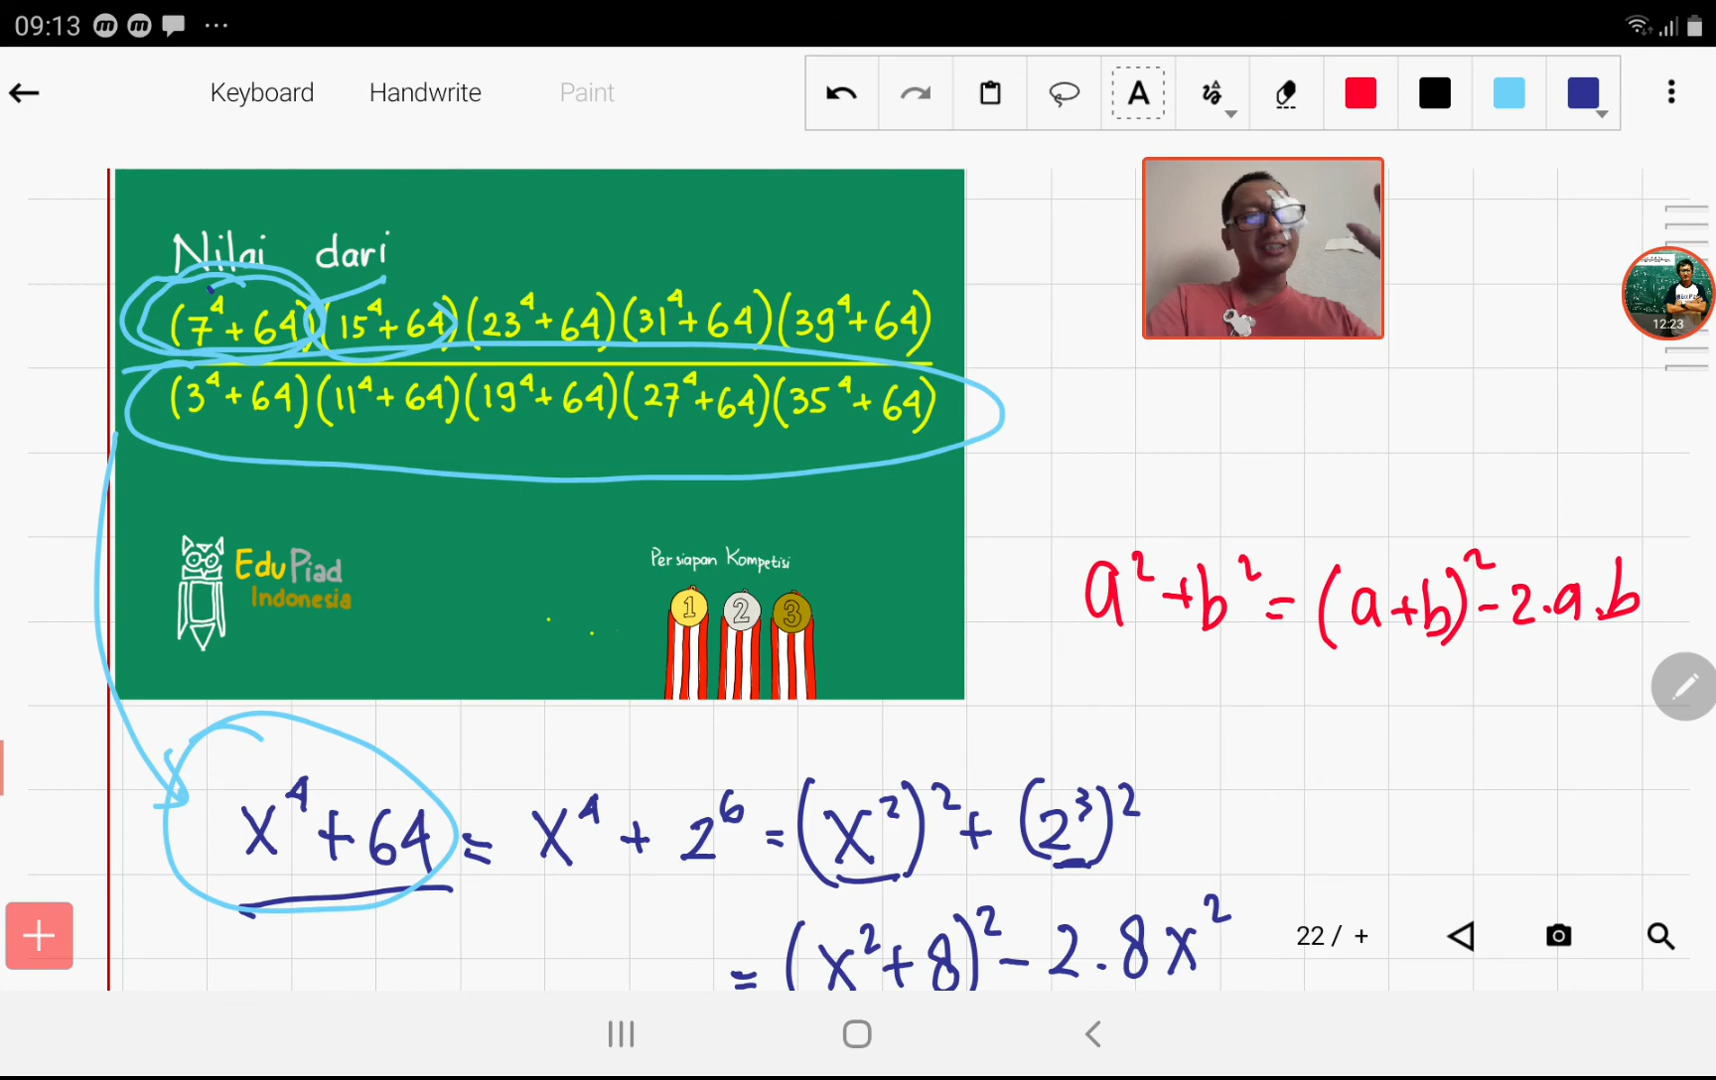 09:13
Keyboard Handwrite Paint
A
Nilai dari
(7⁴+64)(15⁴+64)(23⁴+64)(31⁴+64)(39⁴+64)
(3⁴+64)(11⁴+64)(19⁴+64)(27⁴+64)(35⁴+64)
12:23
EduPiad
Indonesia
Persiapan Kompetisi
1 2 3
a²+b² = (a+b)²-2.a.b
x⁴+64 = x⁴+2⁶ = (x²)²+(2³)²
= (x²+8)²-2.8x²
22 / +